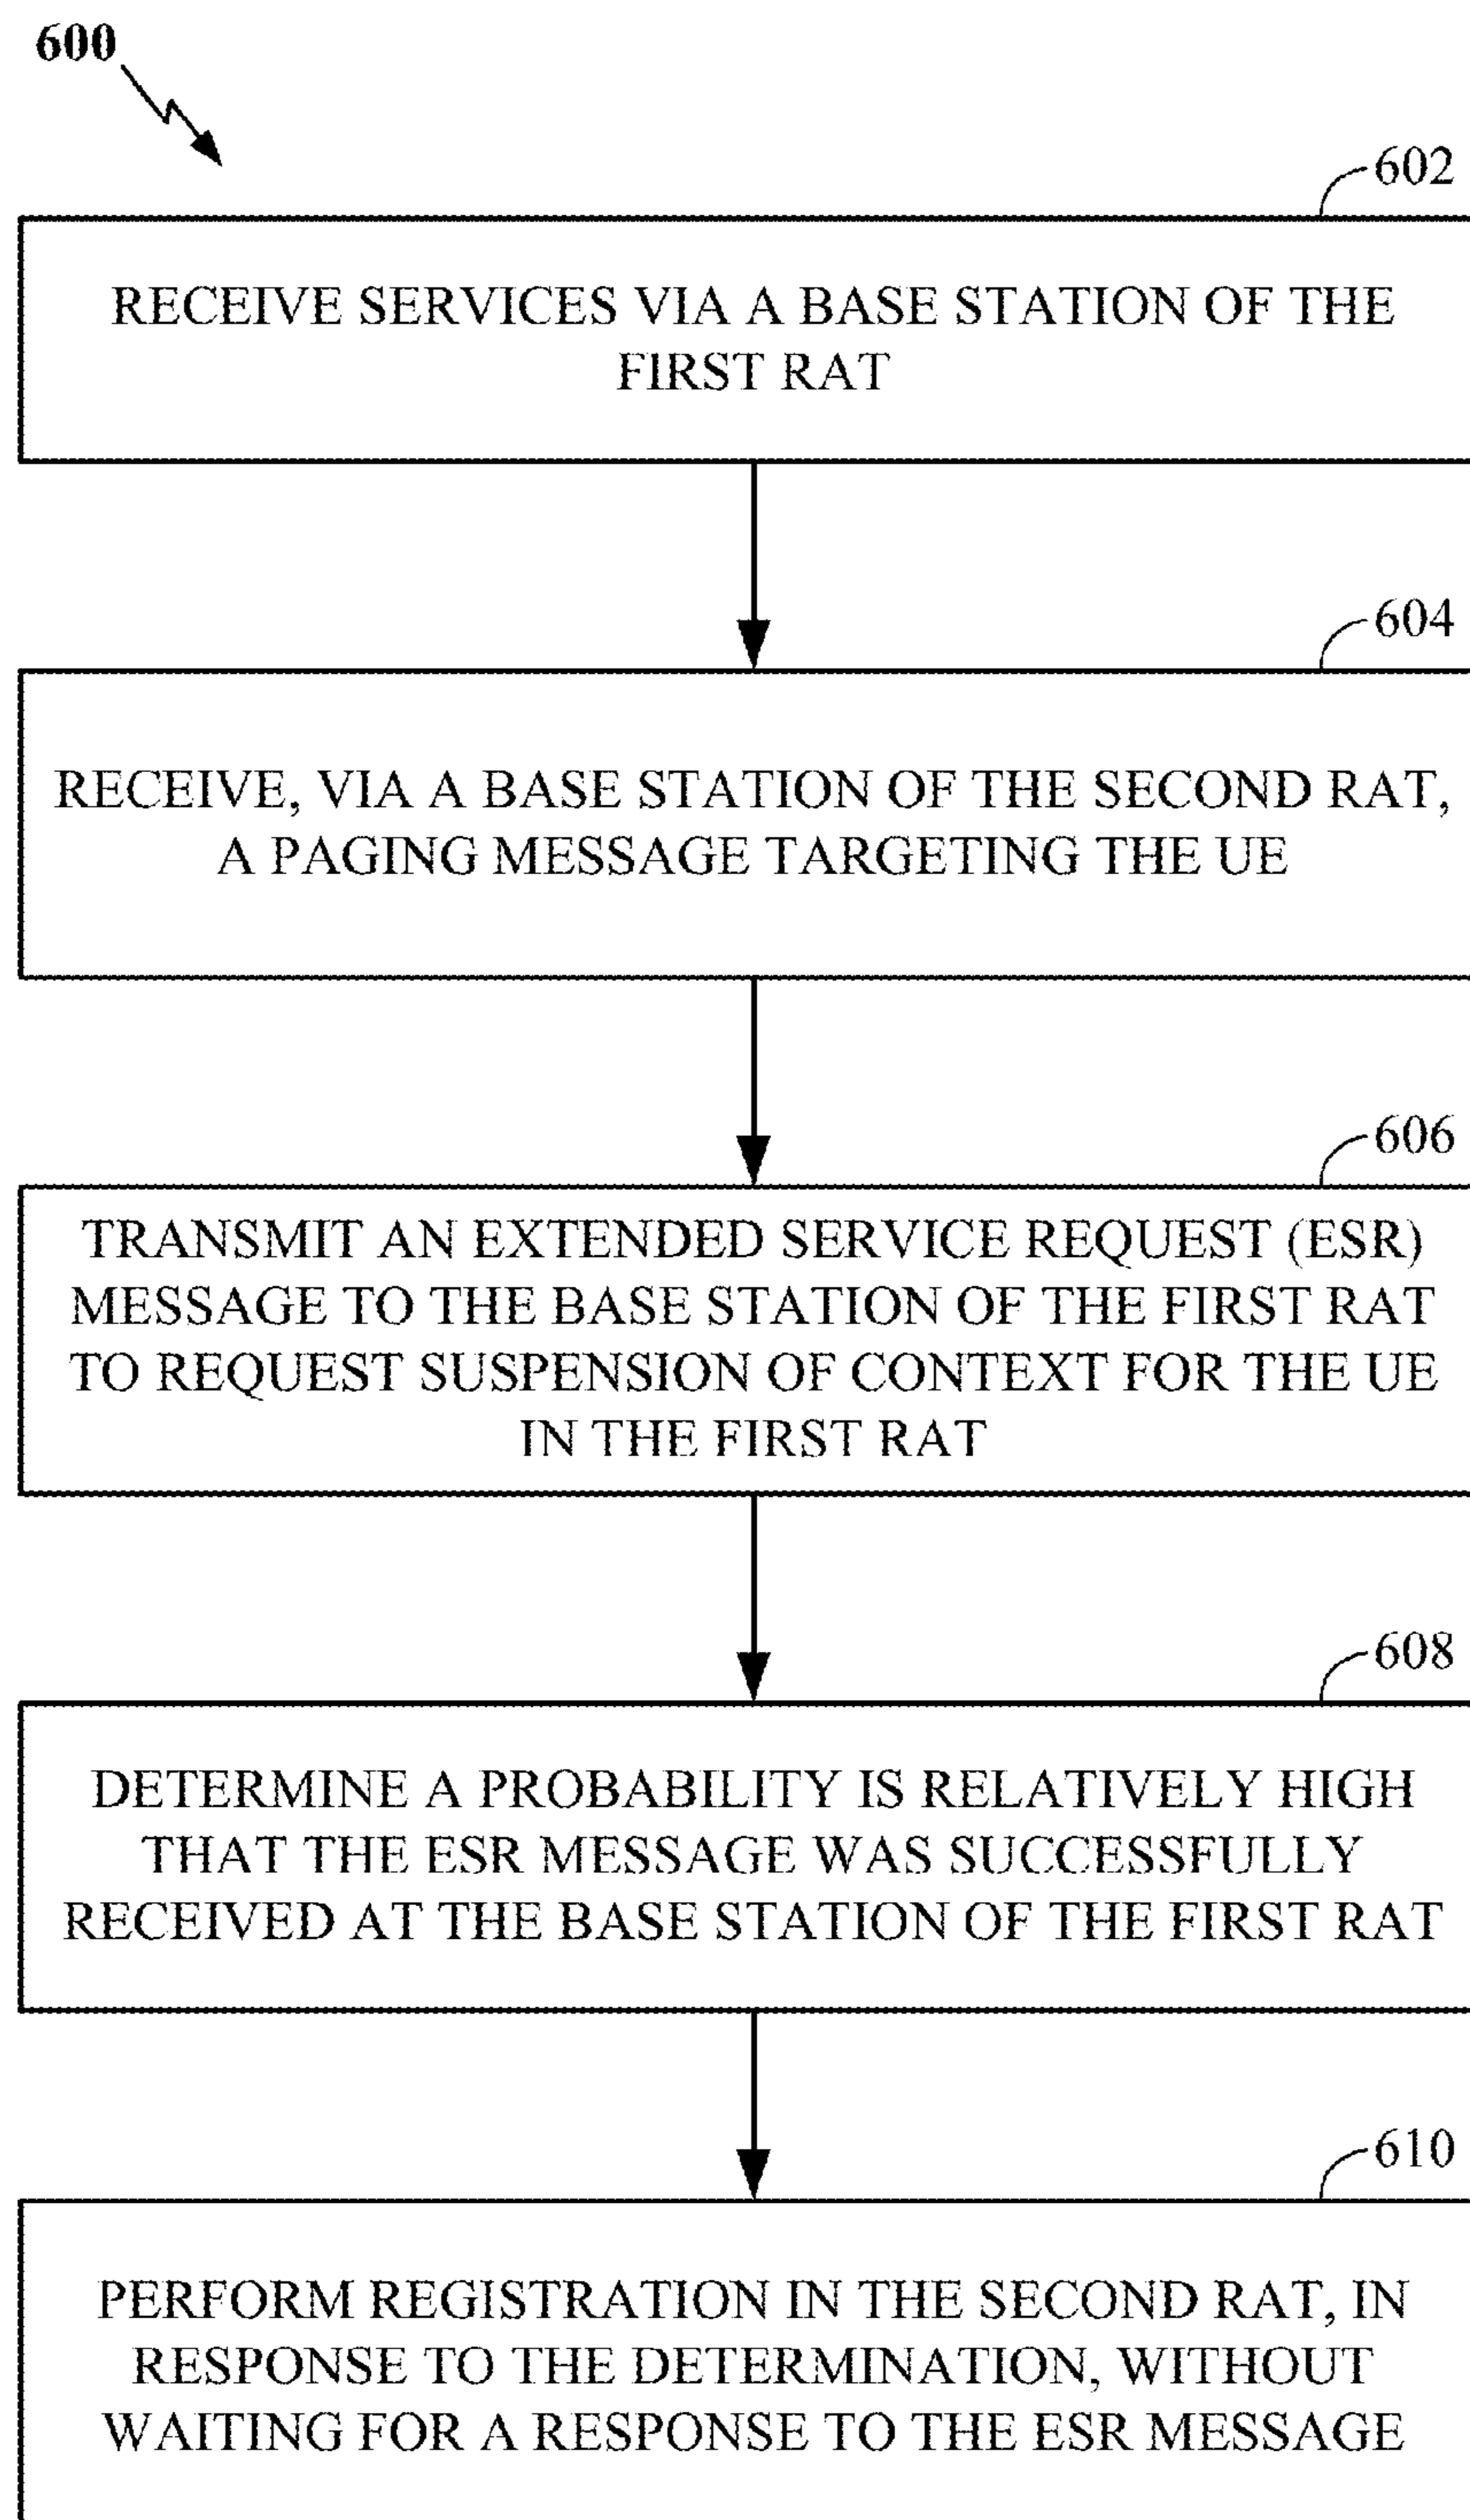 600
602
RECEIVE SERVICES VIA A BASE STATION OF THE
FIRST RAT
604
RECEIVE, VIA A BASE STATION OF THE SECOND RAT,
A PAGING MESSAGE TARGETING THE UE
606
TRANSMIT AN EXTENDED SERVICE REQUEST (ESR)
MESSAGE TO THE BASE STATION OF THE FIRST RAT
TO REQUEST SUSPENSION OF CONTEXT FOR THE UE
IN THE FIRST RAT
608
DETERMINE A PROBABILITY IS RELATIVELY HIGH
THAT THE ESR MESSAGE WAS SUCCESSFULLY
RECEIVED AT THE BASE STATION OF THE FIRST RAT
610
PERFORM REGISTRATION IN THE SECOND RAT, IN
RESPONSE TO THE DETERMINATION, WITHOUT
WAITING FOR A RESPONSE TO THE ESR MESSAGE